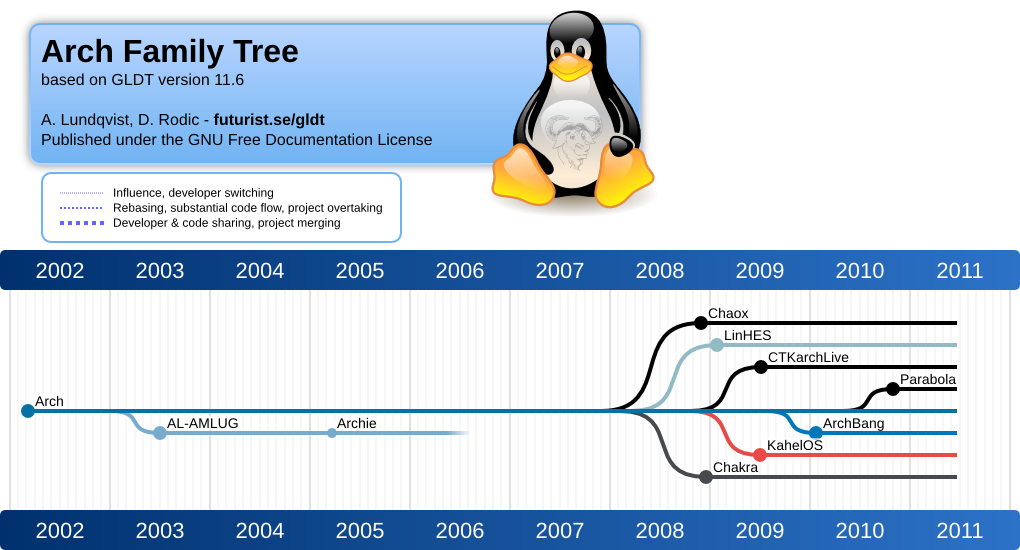 Arch Family Tree
based on GLDT version 11.6
A. Lundqvist, D. Rodic - futurist.se/gldt
Published under the GNU Free Documentation License
Influence, developer switching
Rebasing, substantial code flow, project overtaking
Developer & code sharing, project merging
2002 2003 2004 2005 2006 2007 2008 2009 2010 2011
Chaox
LinHES
CTKarchLive
Parabola
Arch
AL-AMLUG Archie ArchBang
KahelOS
Chakra
2002 2003 2004 2005 2006 2007 2008 2009 2010 2011